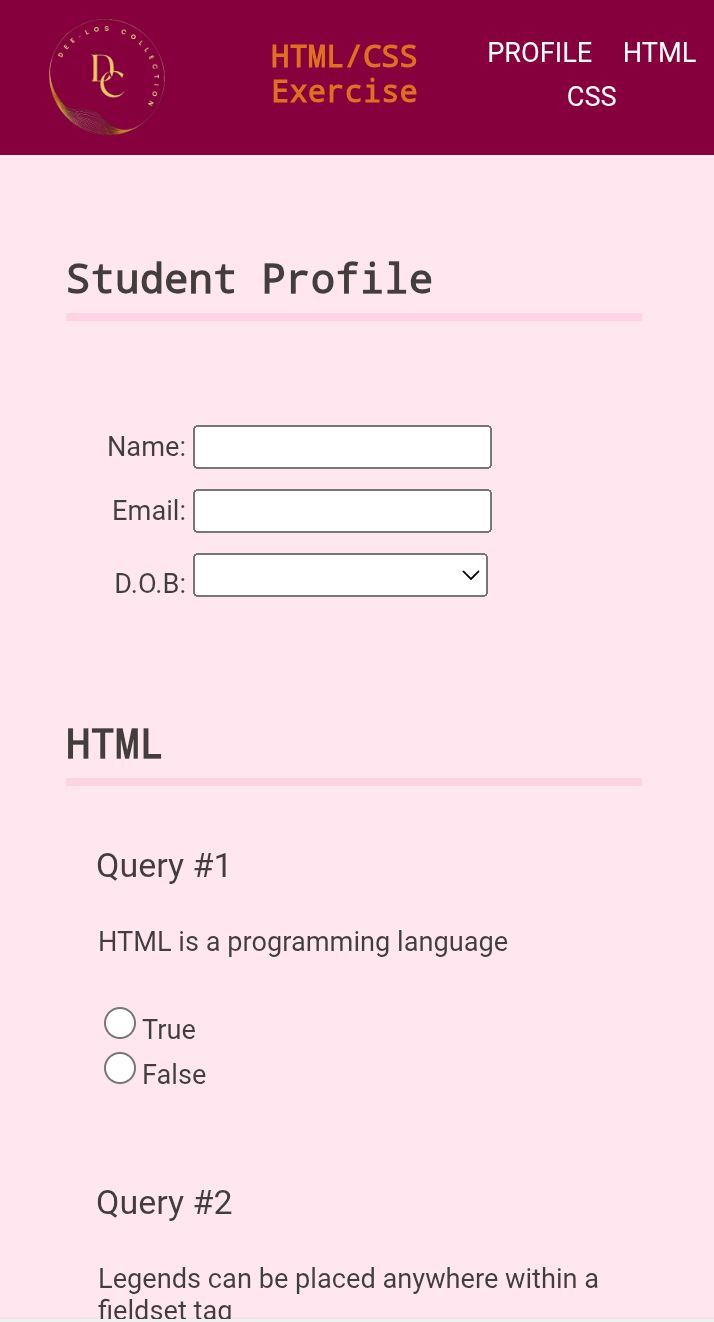 DEE-LOS COLLECTION
DC
HTML/CSS
Exercise
PROFILE HTML
CSS
Student Profile
Name:
Email:
D.O.B:
HTML
Query #1
HTML is a programming language
True
False
Query #2
Legends can be placed anywhere within a
fieldset tag